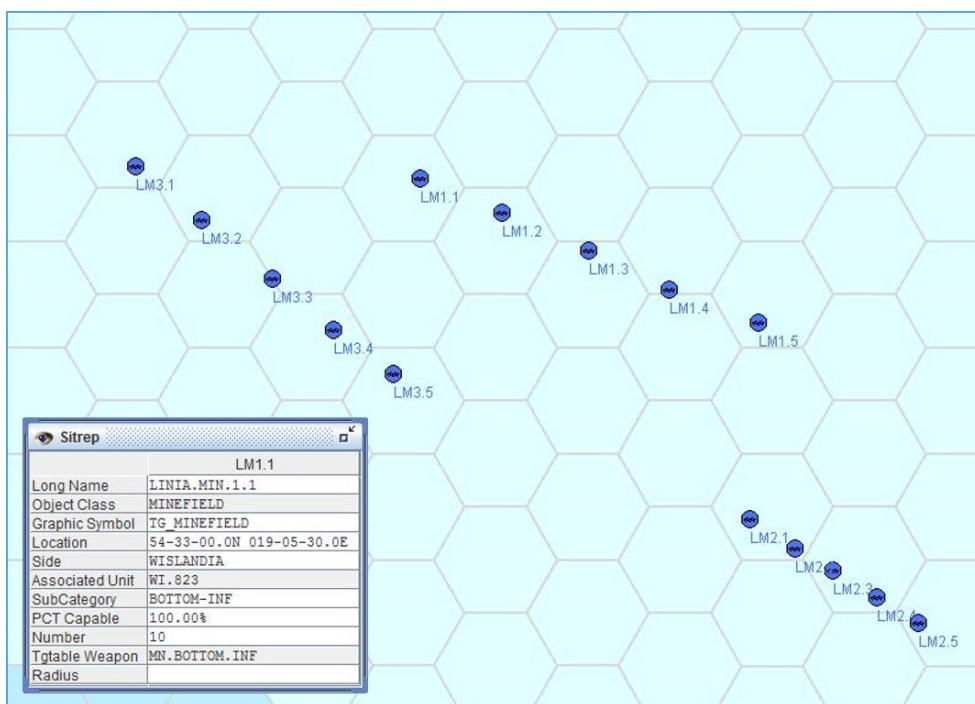 LM3.1
LM1.1
LM3.2
LM1.2
LM1.3
LM3.3
LM1.4
LM3.4
LM1.5
LM3.5
Sitrep
LM1.1
Long Name LINIA.MIN.1.1
Object Class MINEFIELD
Graphic Symbol TG_MINEFIELD
Location 54-33-00.0N 019-05-30.0E
Side WISLANDIA
Associated Unit WI.823
SubCategory BOTTOM-INF
PCT Capable 100.00%
Number 10
Tgtable Weapon MN.BOTTOM.INF
Radius
LM2.1
LM2.3
LM2.5